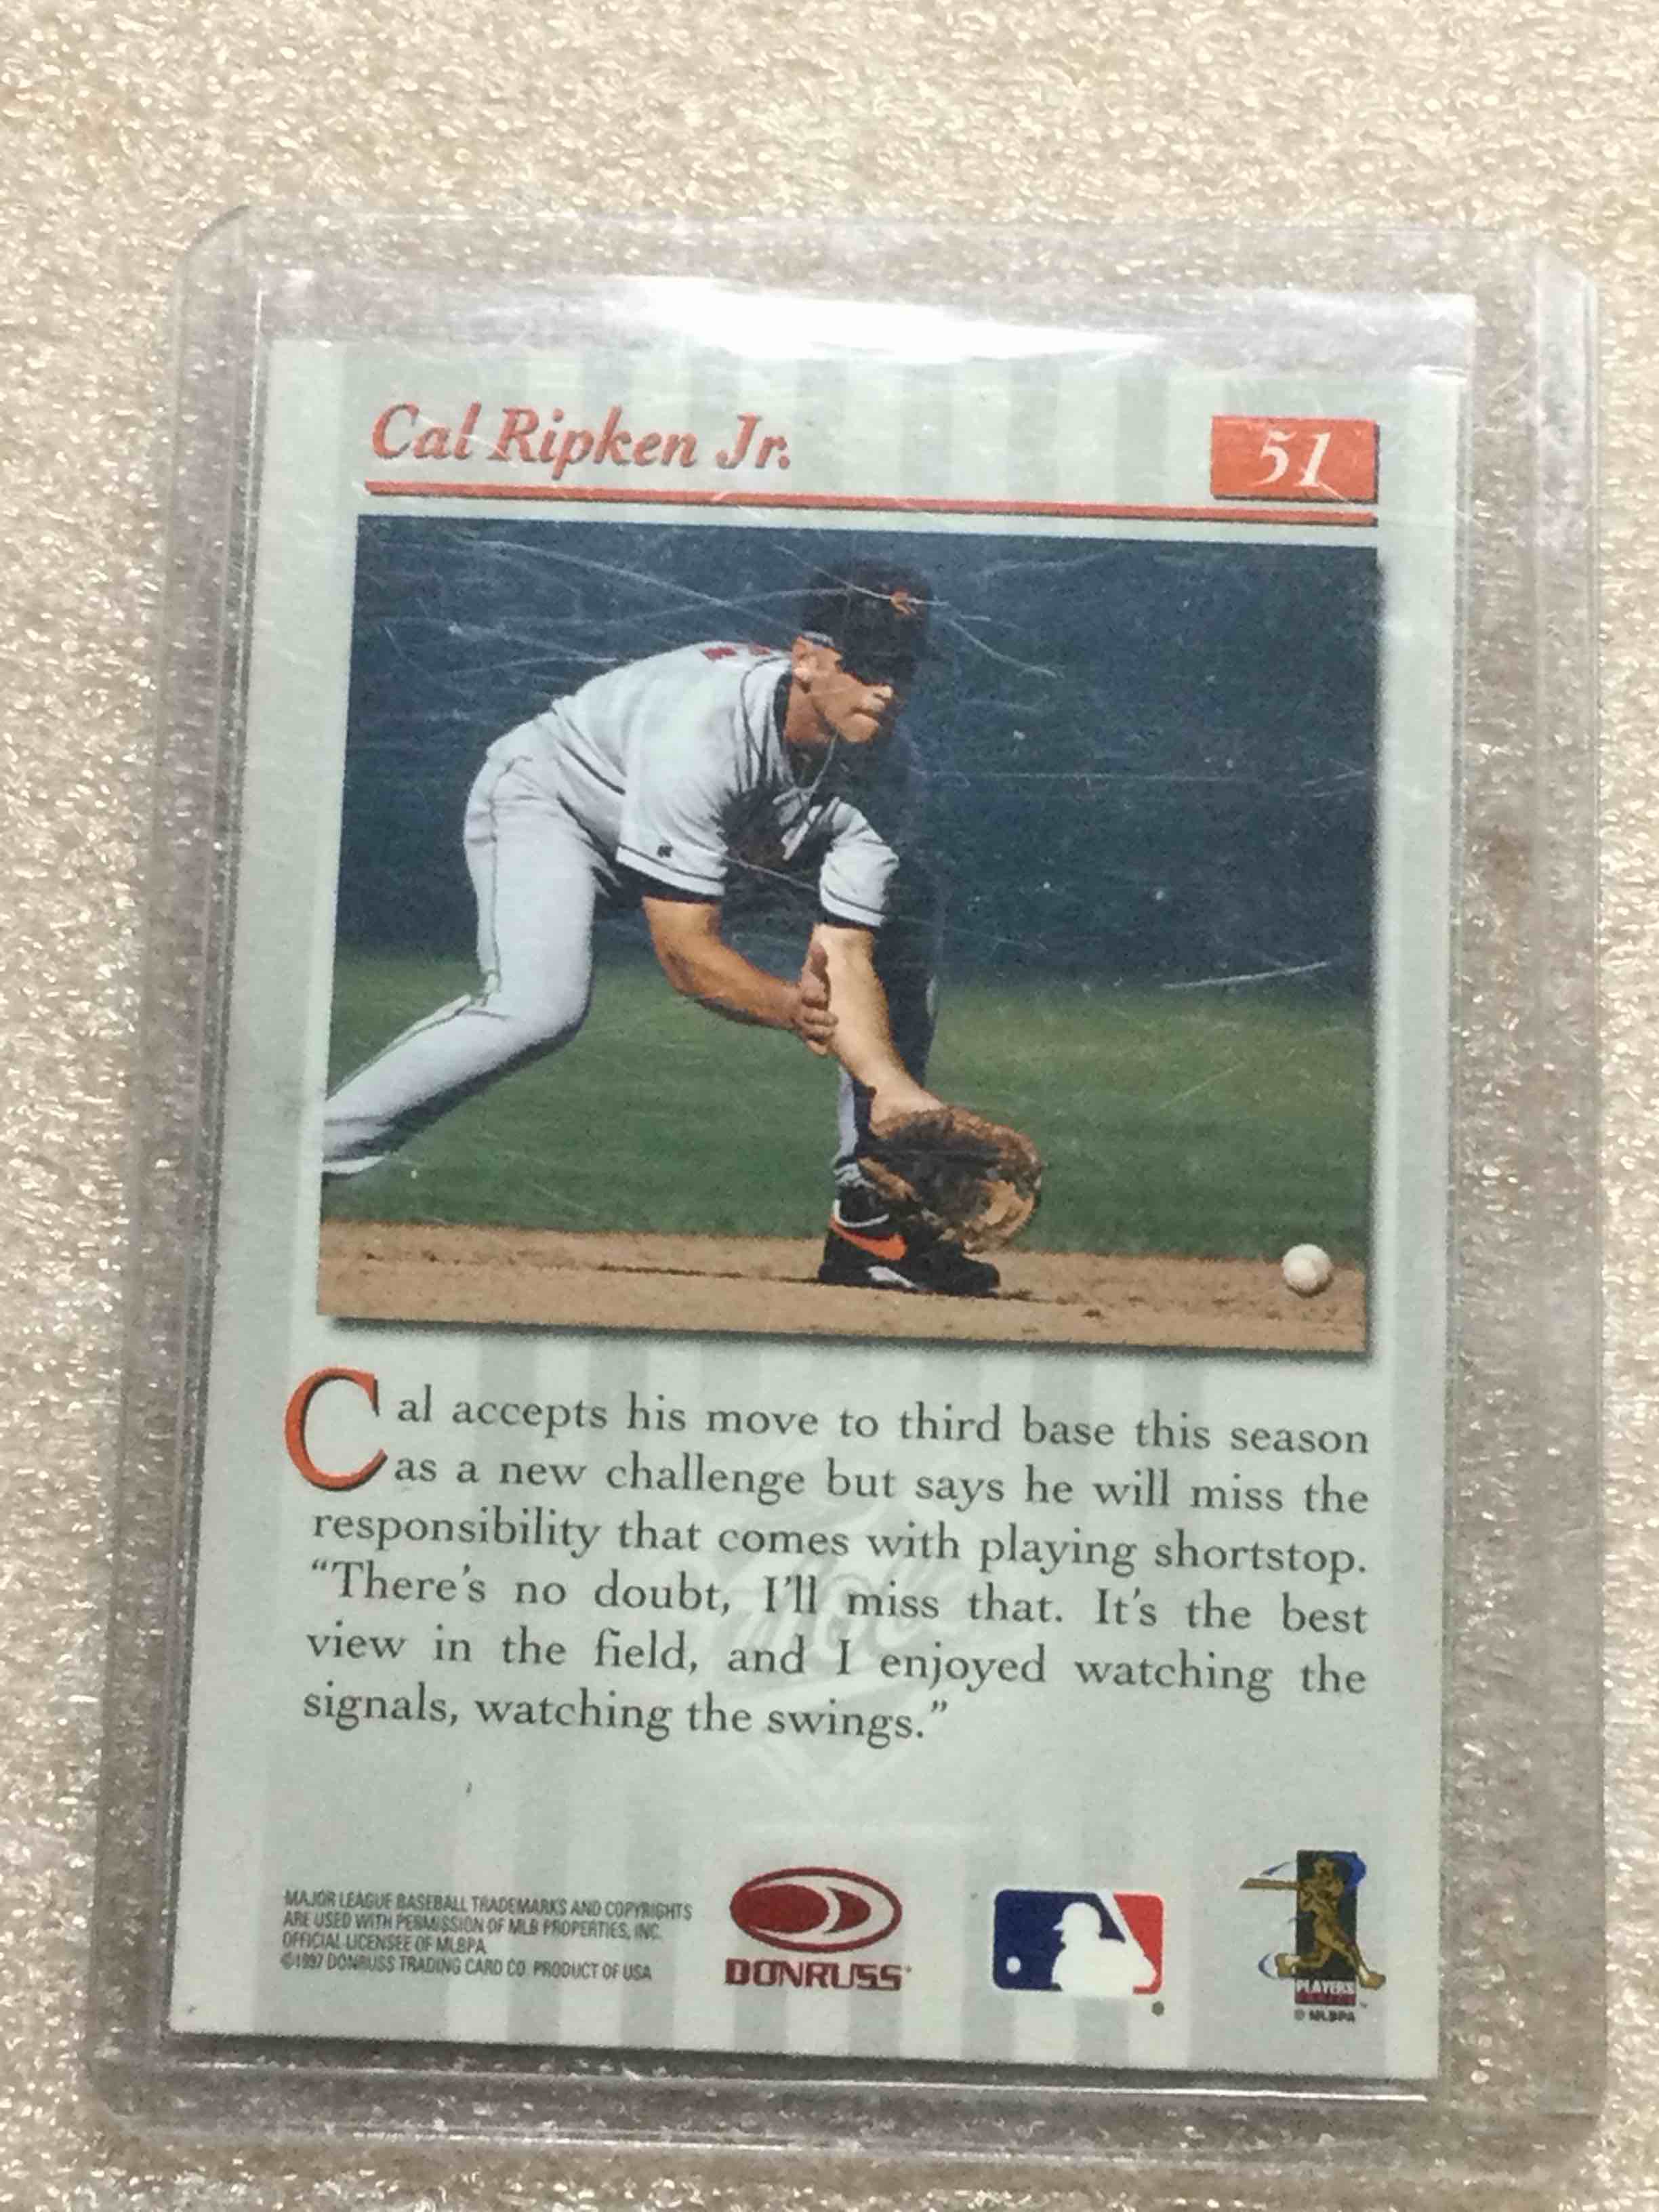 Cal Ripken Jr.
51
Cal accepts his move to third base this season
as a new challenge but says he will miss the
responsibility that comes with playing shortstop.
“There's no doubt, I'll miss that. It's the best
view in the field, and I enjoyed watching the
signals, watching the swings.”
MAJOR LEAGUE BASEBALL TRADEMARKS AND COPYRIGHTS
ARE USED WITH PERMISSION OF MLB PROPERTIES, INC.
OFFICIAL LICENSEE OF MLBPA
©1997 DONRUSS TRADING CARD CO. PRODUCT OF USA
DONRUSS
PLAYERS
© MLBPA